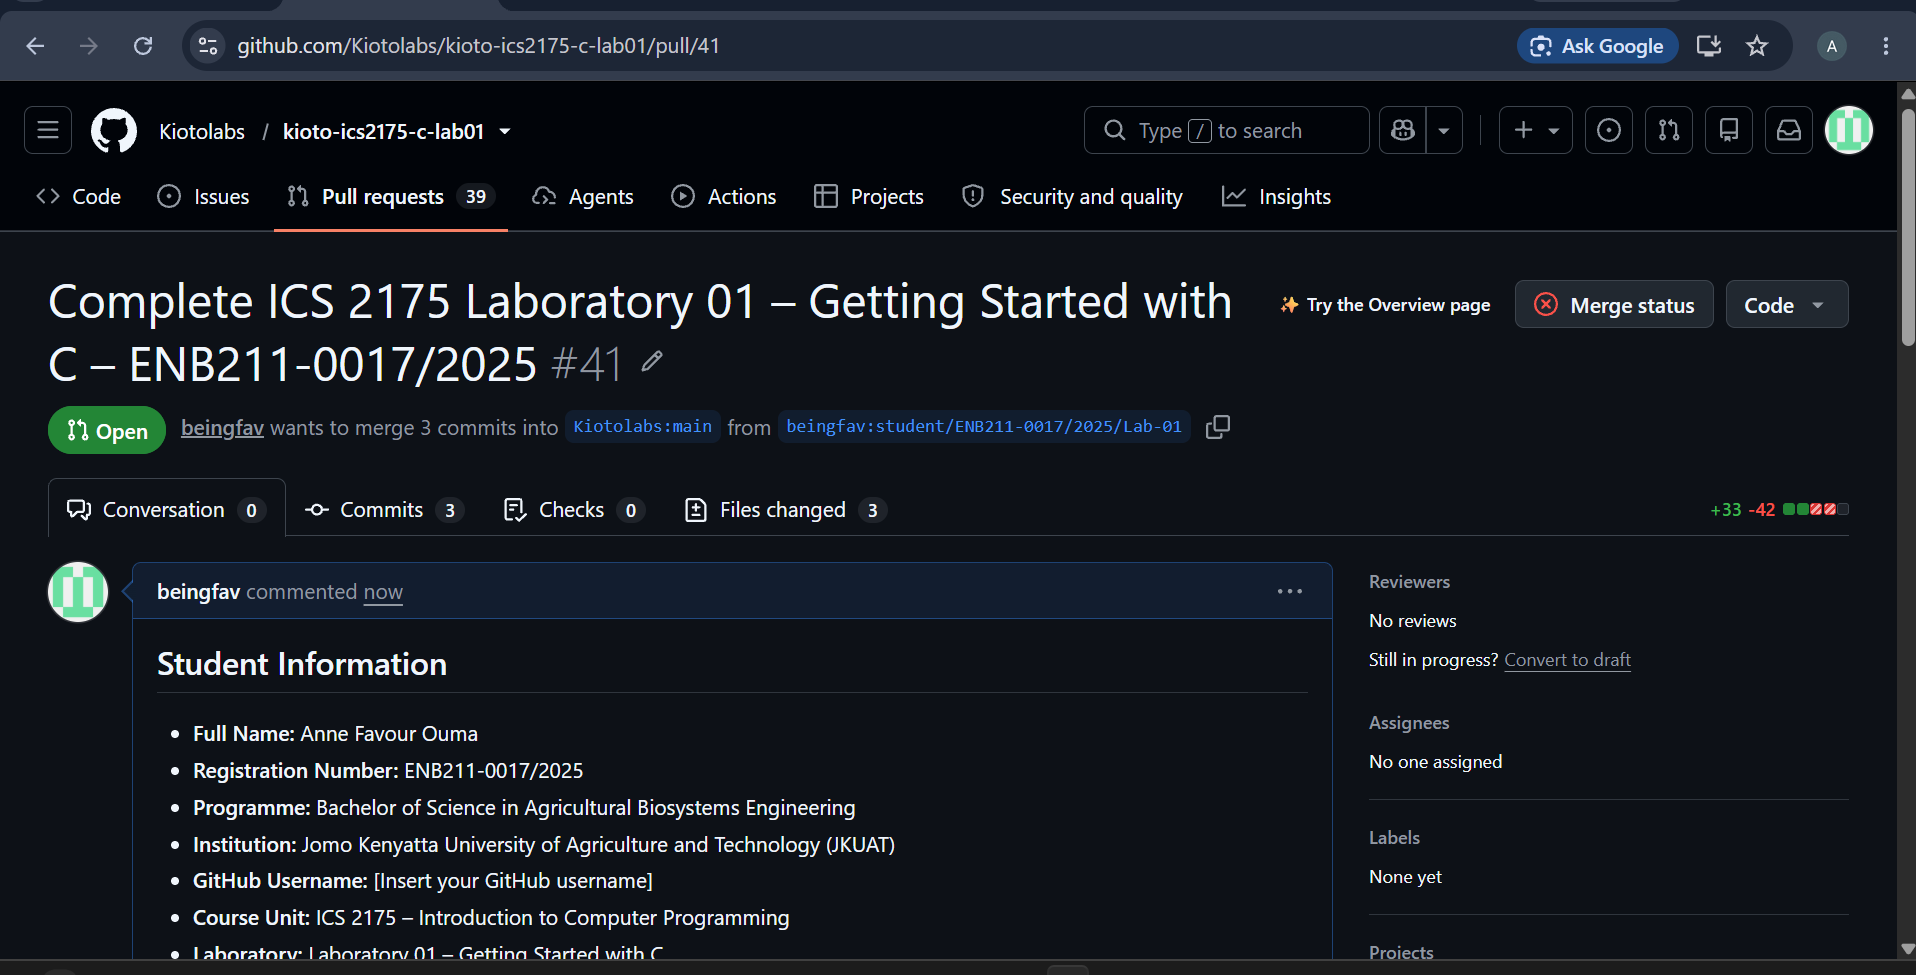 github.com/Kiotolabs/kioto-ics2175-c-lab01/pull/41
Ask Google
A
Kiotolabs / kioto-ics2175-c-lab01
Type / to search
Code
Issues
Pull requests 39
Agents
Actions
Projects
Security and quality
Insights
Complete ICS 2175 Laboratory 01 – Getting Started with
C – ENB211-0017/2025 #41
Try the Overview page
Merge status
Code
Open
beingfav wants to merge 3 commits into Kiotolabs:main from beingfav:student/ENB211-0017/2025/Lab-01
Conversation 0
Commits 3
Checks 0
Files changed 3
+33 -42
beingfav commented now
Student Information
• Full Name: Anne Favour Ouma
• Registration Number: ENB211-0017/2025
• Programme: Bachelor of Science in Agricultural Biosystems Engineering
• Institution: Jomo Kenyatta University of Agriculture and Technology (JKUAT)
• GitHub Username: [Insert your GitHub username]
• Course Unit: ICS 2175 – Introduction to Computer Programming
• Laboratory: Laboratory 01 – Getting Started with C
Reviewers
No reviews
Still in progress? Convert to draft
Assignees
No one assigned
Labels
None yet
Projects